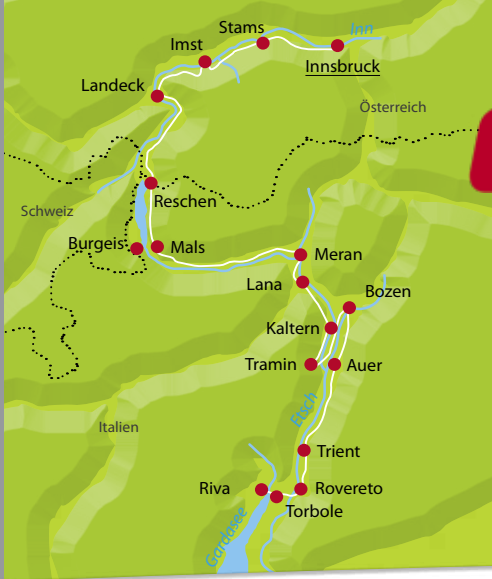 Stams
Inn
Imst
Innsbruck
Landeck
Österreich
Reschen
Schweiz
Burgeis
Mals
Meran
Lana
Bozen
Kaltern
Tramin
Auer
Etsch
Italien
Trient
Riva
Rovereto
Torbole
Gardasee